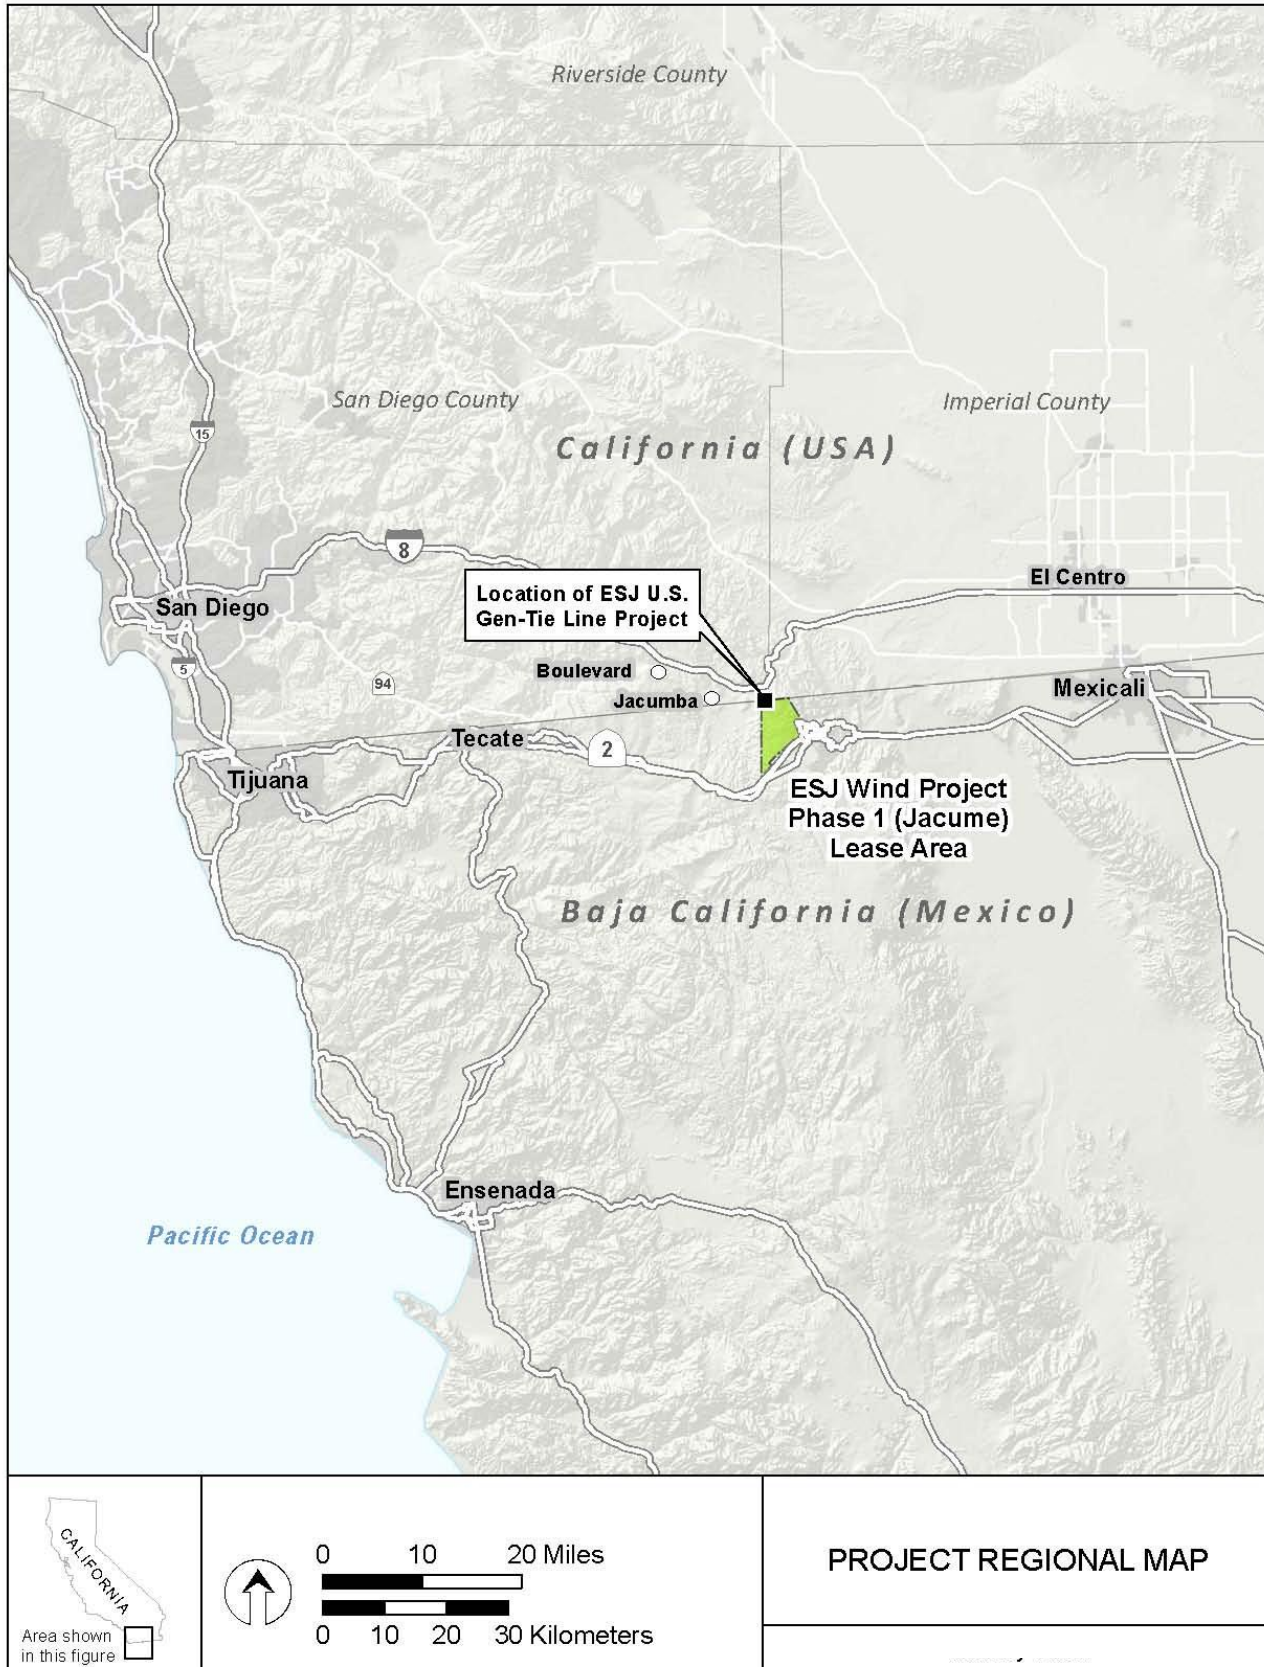 Riverside County
San Diego County
Imperial County
California (USA)
15
8
Location of ESJ U.S.
Gen-Tie Line Project
El Centro
San Diego
5
94
Boulevard
Jacumba
Mexicali
Tecate
2
Tijuana
ESJ Wind Project
Phase 1 (Jacume)
Lease Area
Baja California (Mexico)
Ensenada
Pacific Ocean
CALIFORNIA
Area shown
in this figure
0 10 20 Miles
0 10 20 30 Kilometers
PROJECT REGIONAL MAP